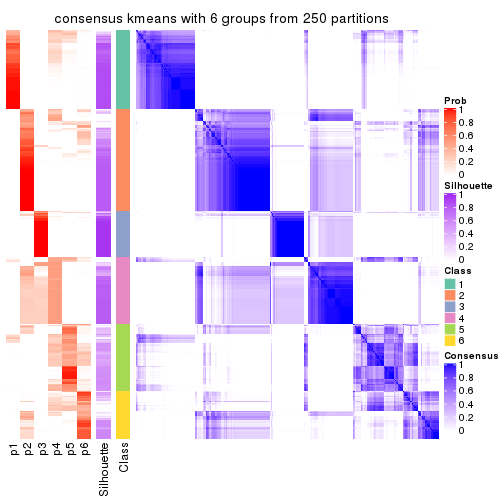 consensus kmeans with 6 groups from 250 partitions
Prob
1
0.8
0.6
0.4
0.2
0
Silhouette
1
0.8
0.6
0.4
0.2
0
Class
1
2
3
4
5
6
Consensus
1
0.8
0.6
0.4
0.2
0
p1
p2
p3
p4
p5
p6
Silhouette
Class